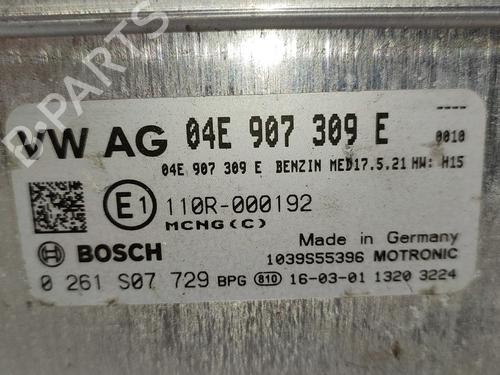 B-PARTS
----
VW AG 04E 907 309 E 0010
04E 907 309 E BENZIN MED17.5.21 HW: H15
E1 110R-000192
MCNG(C)
BOSCH
Made in Germany
1039S55396 MOTRONIC
0 261 S07 729 BPG 810 16-03-01 1320 3224